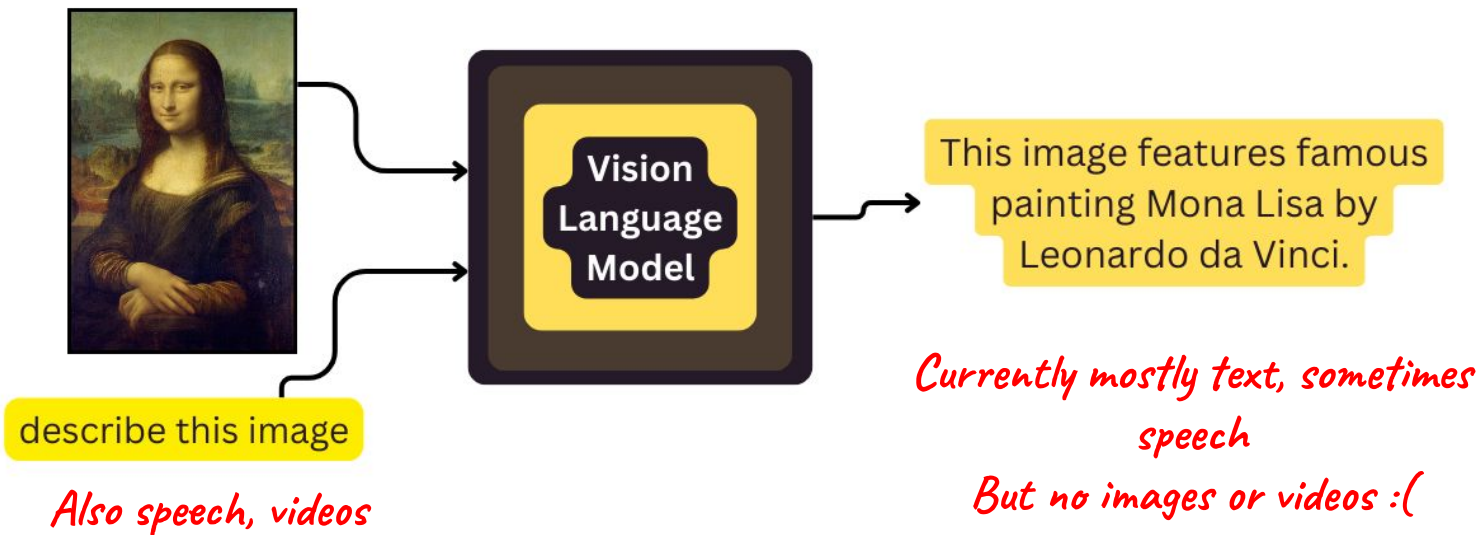 Vision
Language
Model
This image features famous
painting Mona Lisa by
Leonardo da Vinci.
describe this image
Also speech, videos
Currently mostly text, sometimes
speech
But no images or videos :(